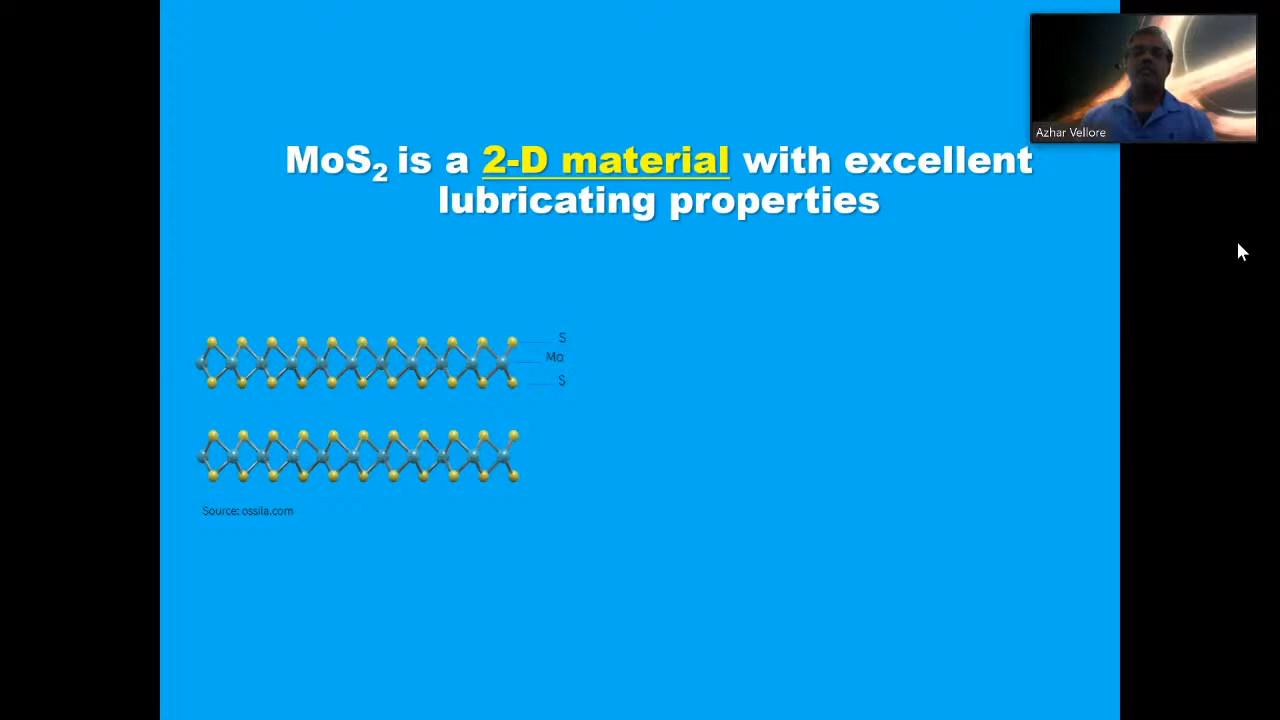 MoS₂ is a 2-D material with excellent
lubricating properties
Azhar Vellore
S
Mo
S
Source: ossila.com